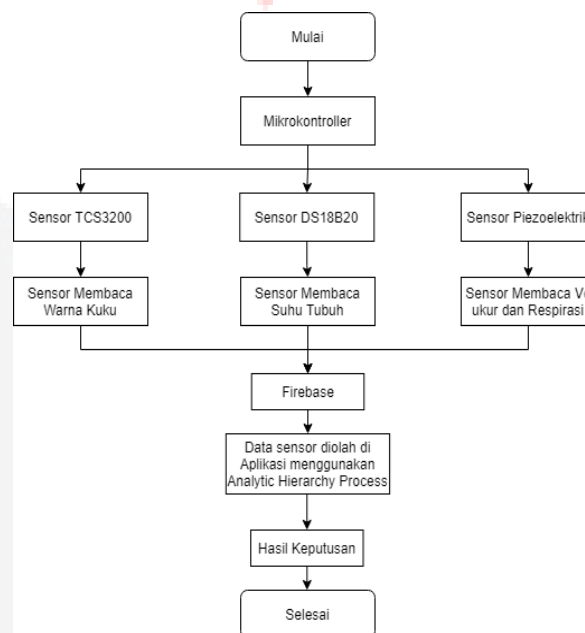 Mulai
Mikrokontroller
Sensor TCS3200
Sensor DS18B20
Sensor Piezoelektrik
Sensor Membaca
Warna Kuku
Sensor Membaca
Suhu Tubuh
Sensor Membaca
ukur dan Respirasi
Firebase
Data sensor diolah di
Aplikasi menggunakan
Analytic Hierarchy Process
Hasil Keputusan
Selesai